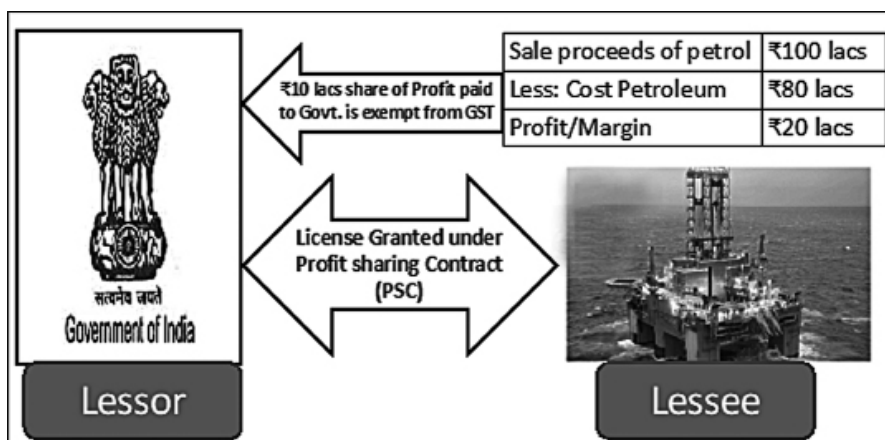 ₹10 lacs share of Profit paid
to Govt. is exempt from GST
Sale proceeds of petrol ₹100 lacs
Less: Cost Petroleum ₹80 lacs
Profit/Margin ₹20 lacs
License Granted under
Profit sharing Contract
(PSC)
सत्यमेव जयते
Government of India
Lessor
Lessee